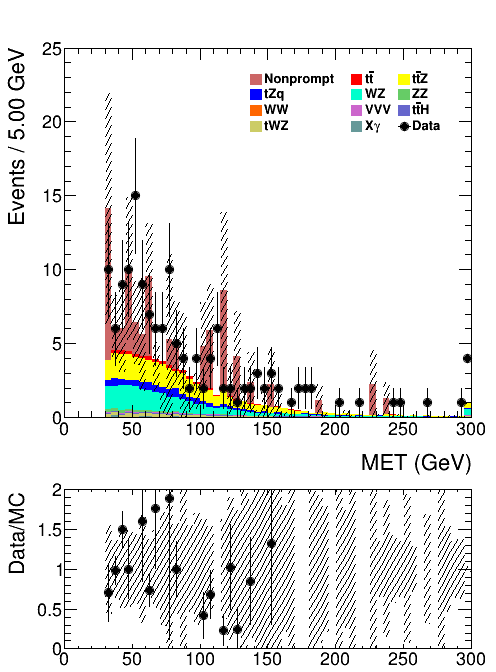 Events / 5.00 GeV
25
20
15
10
5
0
Nonprompt tt̄ tt̄Z
tZq WZ ZZ
WW VVV tt̄H
tWZ Xγ Data
0 50 100 150 200 250 300
MET (GeV)
Data/MC
2
1.5
1
0.5
0
0 50 100 150 200 250 300